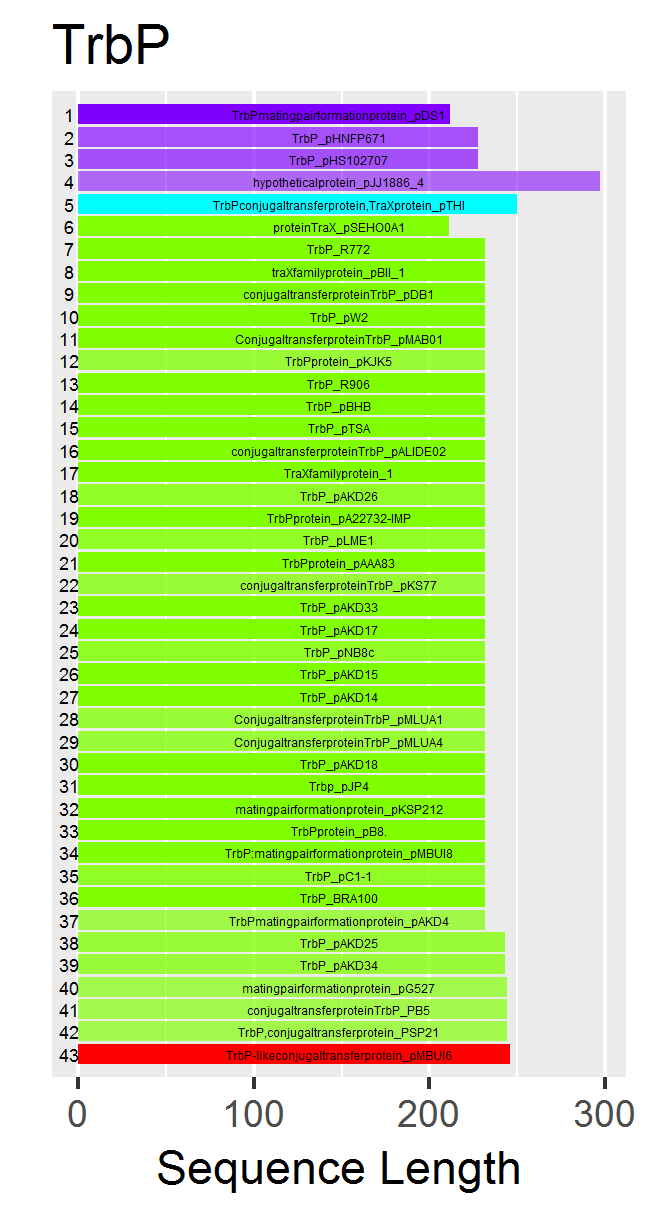 TrbP
1 TrbPmatingpairformationprotein_pDS1
2 TrbP_pHNFP671
3 TrbP_pHS102707
4 hypotheticalprotein_pJJ1886_4
5 TrbPconjugaltransferprotein,TraXprotein_pTHI
6 proteinTraX_pSEHO0A1
7 TrbP_R772
8 traXfamilyprotein_pBII_1
9 conjugaltransferproteinTrbP_pDB1
10 TrbP_pW2
11 ConjugaltransferproteinTrbP_pMAB01
12 TrbPprotein_pKJK5
13 TrbP_R906
14 TrbP_pBHB
15 TrbP_pTSA
16 conjugaltransferproteinTrbP_pALIDE02
17 TraXfamilyprotein_1
18 TrbP_pAKD26
19 TrbPprotein_pA22732-IMP
20 TrbP_pLME1
21 TrbPprotein_pAAA83
22 conjugaltransferproteinTrbP_pKS77
23 TrbP_pAKD33
24 TrbP_pAKD17
25 TrbP_pNB8c
26 TrbP_pAKD15
27 TrbP_pAKD14
28 ConjugaltransferproteinTrbP_pMLUA1
29 ConjugaltransferproteinTrbP_pMLUA4
30 TrbP_pAKD18
31 Trbp_pJP4
32 matingpairformationprotein_pKSP212
33 TrbPprotein_pB8.
34 TrbP:matingpairformationprotein_pMBUI8
35 TrbP_pC1-1
36 TrbP_BRA100
37 TrbPmatingpairformationprotein_pAKD4
38 TrbP_pAKD25
39 TrbP_pAKD34
40 matingpairformationprotein_pG527
41 conjugaltransferproteinTrbP_PB5
42 TrbP,conjugaltransferprotein_PSP21
43 TrbP-likeconjugaltransferprotein_pMBUI6
0 100 200 300
Sequence Length